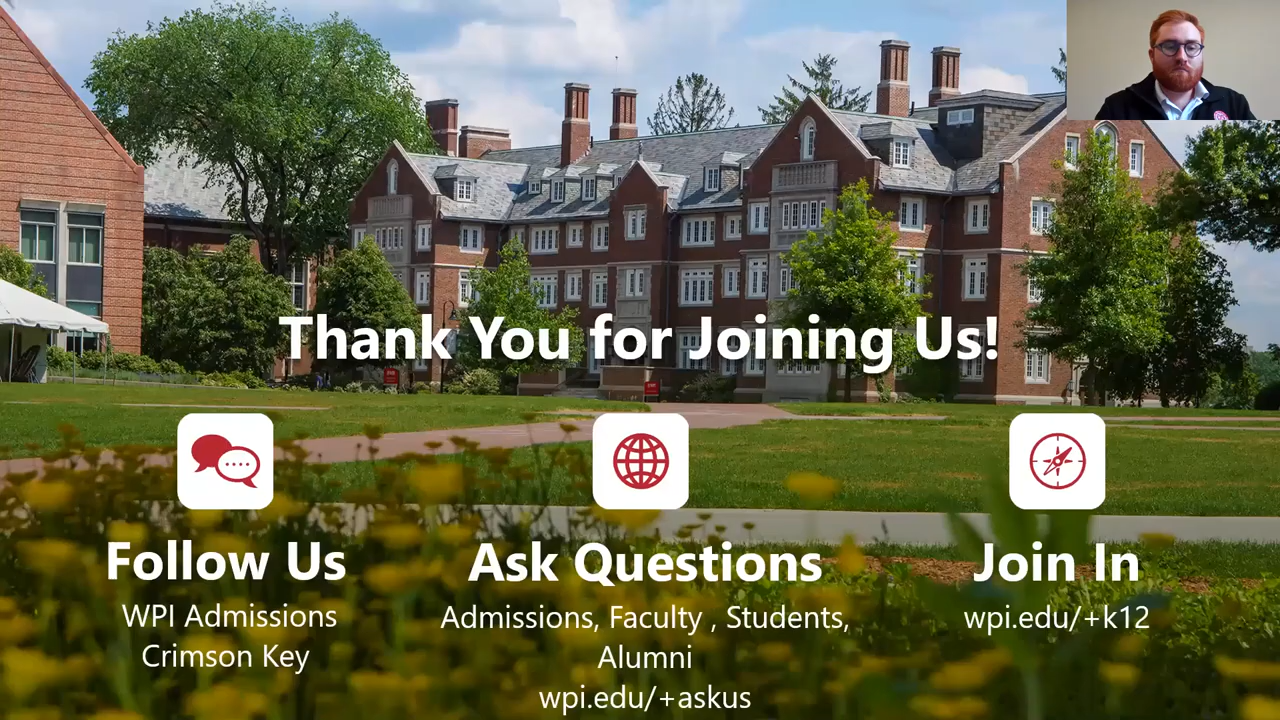 Thank You for Joining Us!
Follow Us
WPI Admissions
Crimson Key
Ask Questions
Admissions, Faculty , Students,
Alumni
wpi.edu/+askus
Join In
wpi.edu/+k12